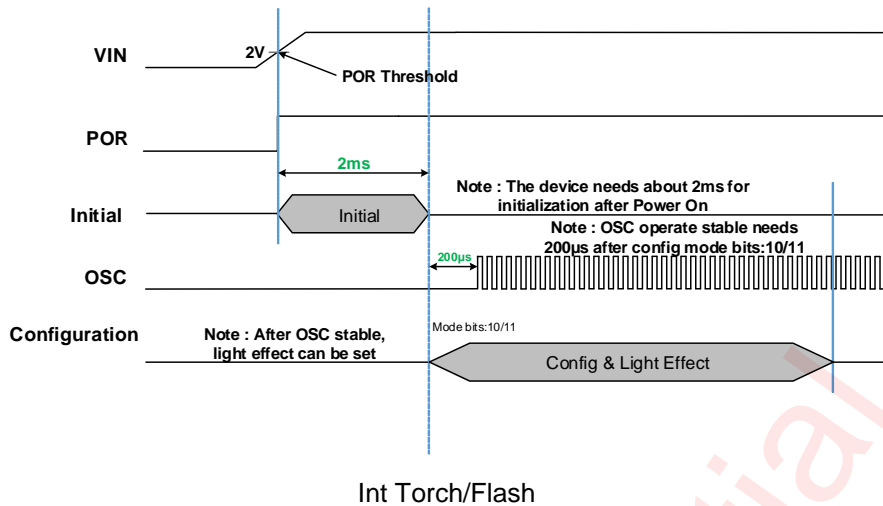 VIN
2V
POR Threshold
POR
2ms
Note : The device needs about 2ms for
initialization after Power On
Initial
Initial
Note : OSC operate stable needs
200µs after config mode bits:10/11
200µs
OSC
Configuration
Note : After OSC stable,
light effect can be set
Mode bits:10/11
Config & Light Effect
Int Torch/Flash